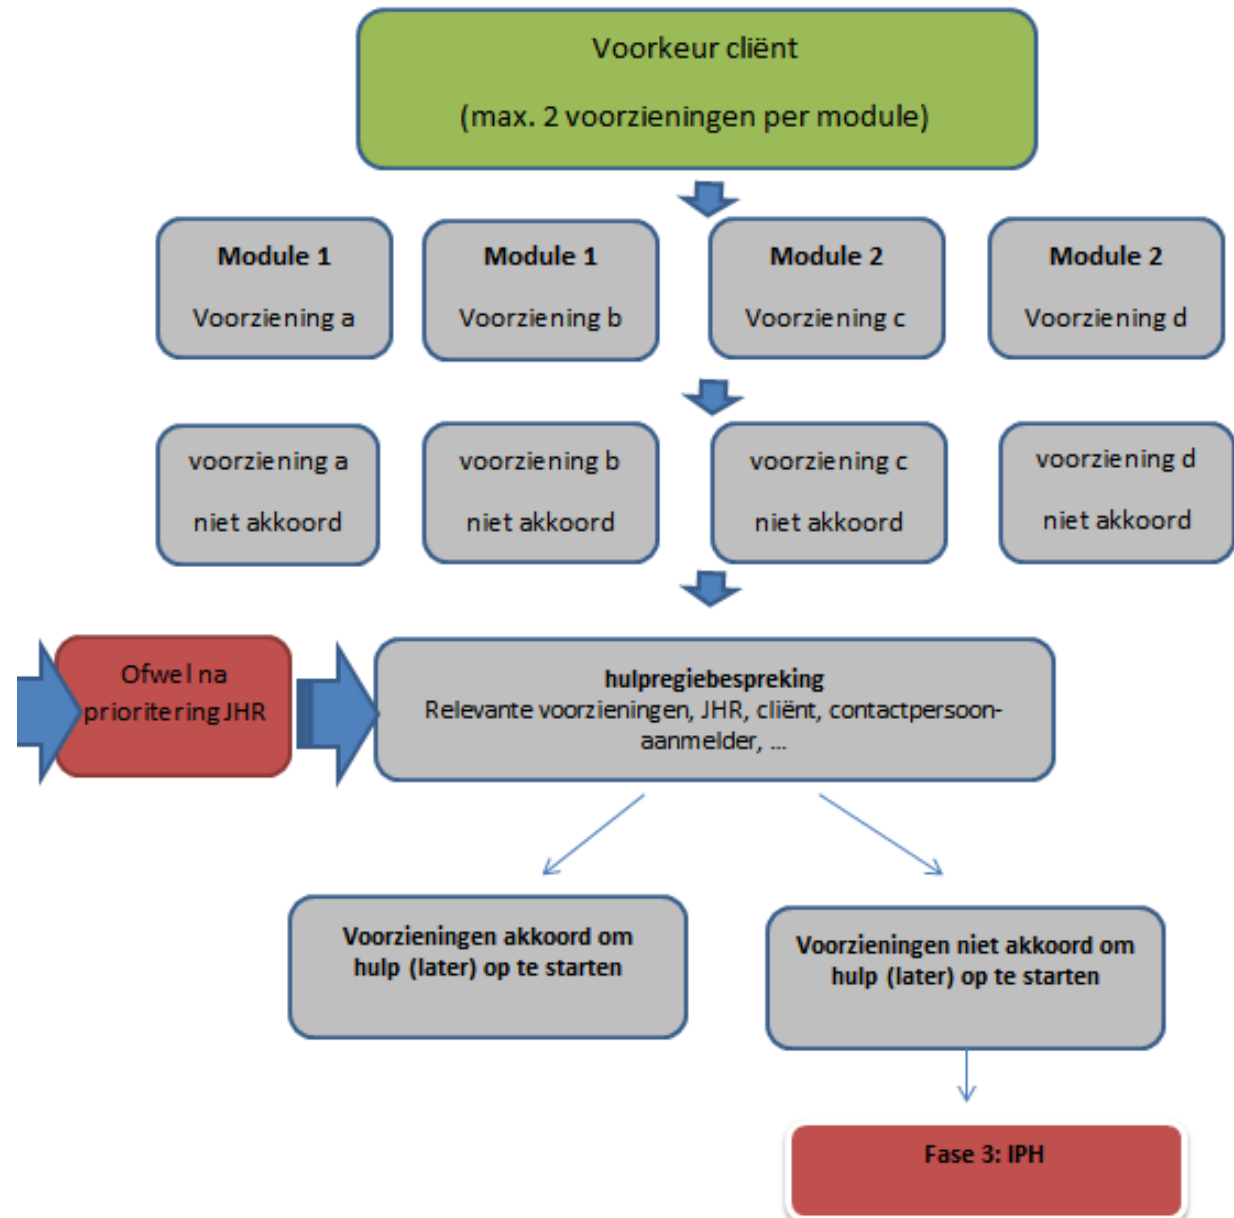 Voorkeur cliënt
(max. 2 voorzieningen per module)
Module 1
Voorziening a
Module 1
Voorziening b
Module 2
Voorziening c
Module 2
Voorziening d
voorziening a
niet akkoord
voorziening b
niet akkoord
voorziening c
niet akkoord
voorziening d
niet akkoord
Ofwel na
prioritering JHR
hulpregiebespreking
Relevante voorzieningen, JHR, cliënt, contactpersoon-
aanmelder, ...
Voorzieningen akkoord om
hulp (later) op te starten
Voorzieningen niet akkoord om
hulp (later) op te starten
Fase 3: IPH